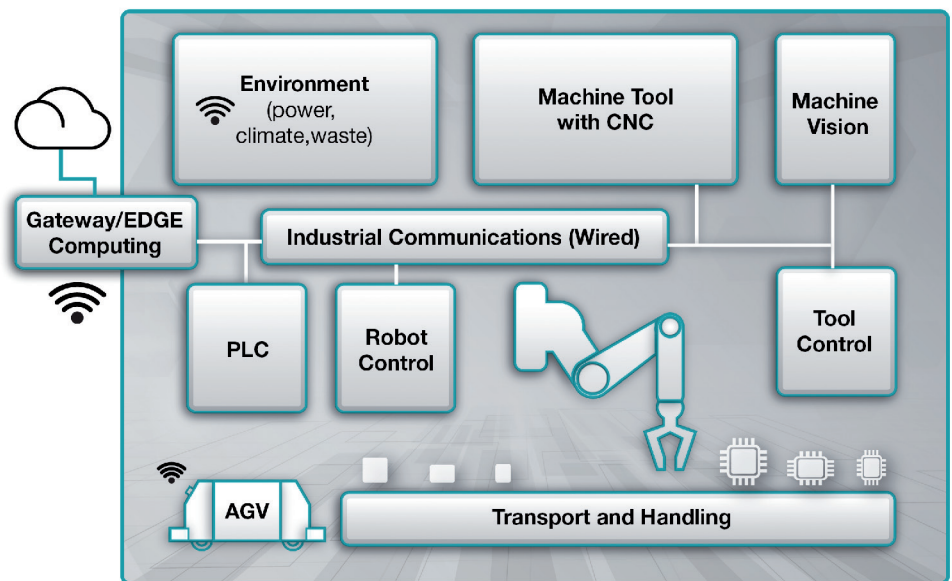 Environment
(power,
climate,waste)
Machine Tool
with CNC
Machine
Vision
Gateway/EDGE
Computing
Industrial Communications (Wired)
PLC
Robot
Control
Tool
Control
AGV
Transport and Handling